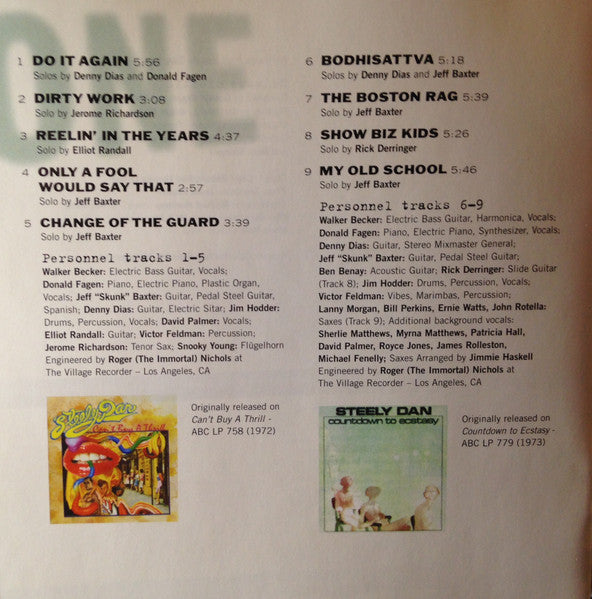 ONE
1 DO IT AGAIN 5:56
Solos by Denny Dias and Donald Fagen
2 DIRTY WORK 3:08
Solo by Jerome Richardson
3 REELIN' IN THE YEARS 4:37
Solo by Elliot Randall
4 ONLY A FOOL
WOULD SAY THAT 2:57
Solo by Jeff Baxter
5 CHANGE OF THE GUARD 3:39
Solo by Jeff Baxter
Personnel tracks 1-5
Walker Becker: Electric Bass Guitar, Vocals;
Donald Fagen: Piano, Electric Piano, Plastic Organ,
Vocals; Jeff "Skunk" Baxter: Guitar, Pedal Steel Guitar,
Spanish; Denny Dias: Guitar, Electric Sitar; Jim Hodder:
Drums, Percussion, Vocals; David Palmer: Vocals;
Elliot Randall: Guitar; Victor Feldman: Percussion;
Jerome Richardson: Tenor Sax; Snooky Young: Flügelhorn
Engineered by Roger (The Immortal) Nichols at
The Village Recorder – Los Angeles, CA
Steely Dan
Can't Buy A Thrill
Originally released on
Can't Buy A Thrill -
ABC LP 758 (1972)
6 BODHISATTVA 5:18
Solos by Denny Dias and Jeff Baxter
7 THE BOSTON RAG 5:39
Solo by Jeff Baxter
8 SHOW BIZ KIDS 5:26
Solo by Rick Derringer
9 MY OLD SCHOOL 5:46
Solo by Jeff Baxter
Personnel tracks 6-9
Walker Becker: Electric Bass Guitar, Harmonica, Vocals;
Donald Fagen: Piano, Electric Piano, Synthesizer, Vocals;
Denny Dias: Guitar, Stereo Mixmaster General;
Jeff "Skunk" Baxter: Guitar, Pedal Steel Guitar;
Ben Benay: Acoustic Guitar; Rick Derringer: Slide Guitar
(Track 8); Jim Hodder: Drums, Percussion, Vocals;
Victor Feldman: Vibes, Marimbas, Percussion;
Lanny Morgan, Bill Perkins, Ernie Watts, John Rotella:
Saxes (Track 9); Additional background vocals:
Sherlie Matthews, Myrna Matthews, Patricia Hall,
David Palmer, Royce Jones, James Rolleston,
Michael Fenelly; Saxes Arranged by Jimmie Haskell
Engineered by Roger (The Immortal) Nichols at
The Village Recorder – Los Angeles, CA
STEELY DAN
countdown to ecstasy
Originally released on
Countdown to Ecstasy -
ABC LP 779 (1973)